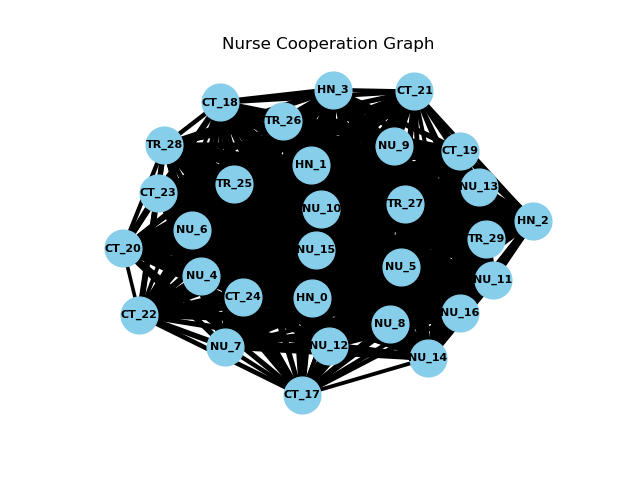 Nurse Cooperation Graph
HN_3
CT_21
CT_18
TR_26
TR_28
NU_9
CT_19
HN_1
TR_25
NU_13
CT_23
TR_27
NU_10
HN_2
NU_6
TR_29
CT_20
NU_15
NU_5
NU_4
NU_11
CT_24
HN_0
NU_16
CT_22
NU_8
NU_7
NU_12
NU_14
CT_17